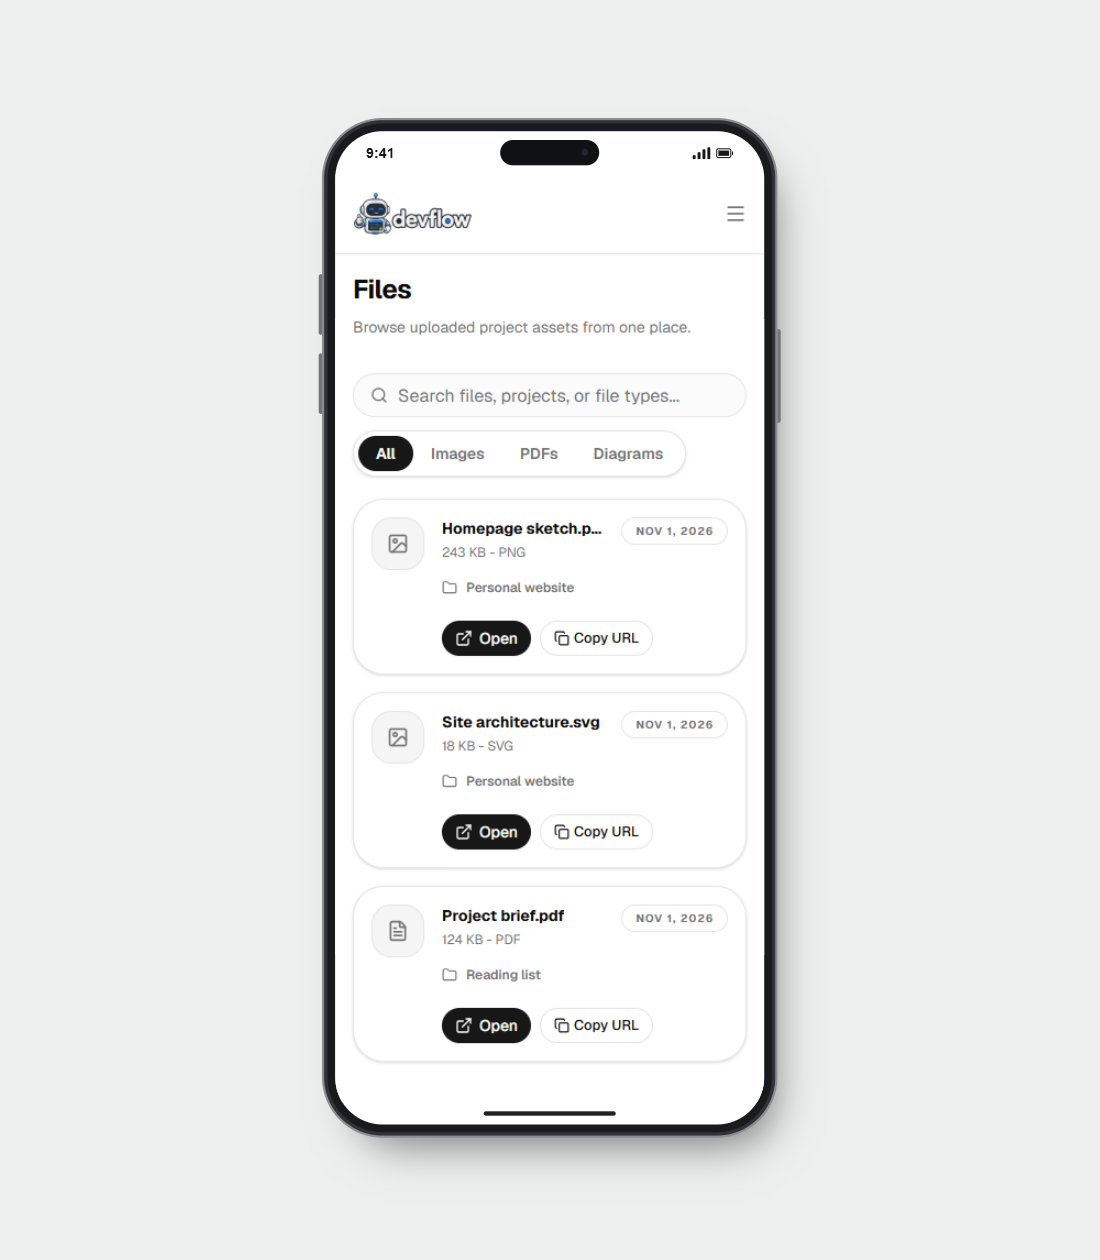 9:41
devflow
Files
Browse uploaded project assets from one place.
Search files, projects, or file types...
All Images PDFs Diagrams
Homepage sketch.p... NOV 1, 2026
243 KB - PNG
Personal website
Open Copy URL
Site architecture.svg NOV 1, 2026
18 KB - SVG
Personal website
Open Copy URL
Project brief.pdf NOV 1, 2026
124 KB - PDF
Reading list
Open Copy URL